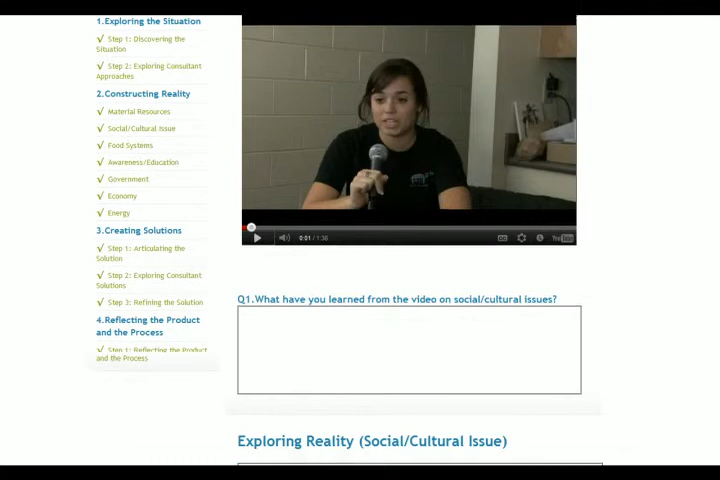 1.Exploring the Situation
√ Step 1: Discovering the
Situation
√ Step 2: Exploring Consultant
Approaches
2.Constructing Reality
√ Material Resources
√ Social/Cultural Issue
√ Food Systems
√ Awareness/Education
√ Government
√ Economy
√ Energy
3.Creating Solutions
√ Step 1: Articulating the
Solution
√ Step 2: Exploring Consultant
Solutions
√ Step 3: Refining the Solution
4.Reflecting the Product
and the Process
√ Step 1: Reflecting the Product
and the Process
0:01 / 1:36
CC
YouTube
Q1.What have you learned from the video on social/cultural issues?
Exploring Reality (Social/Cultural Issue)